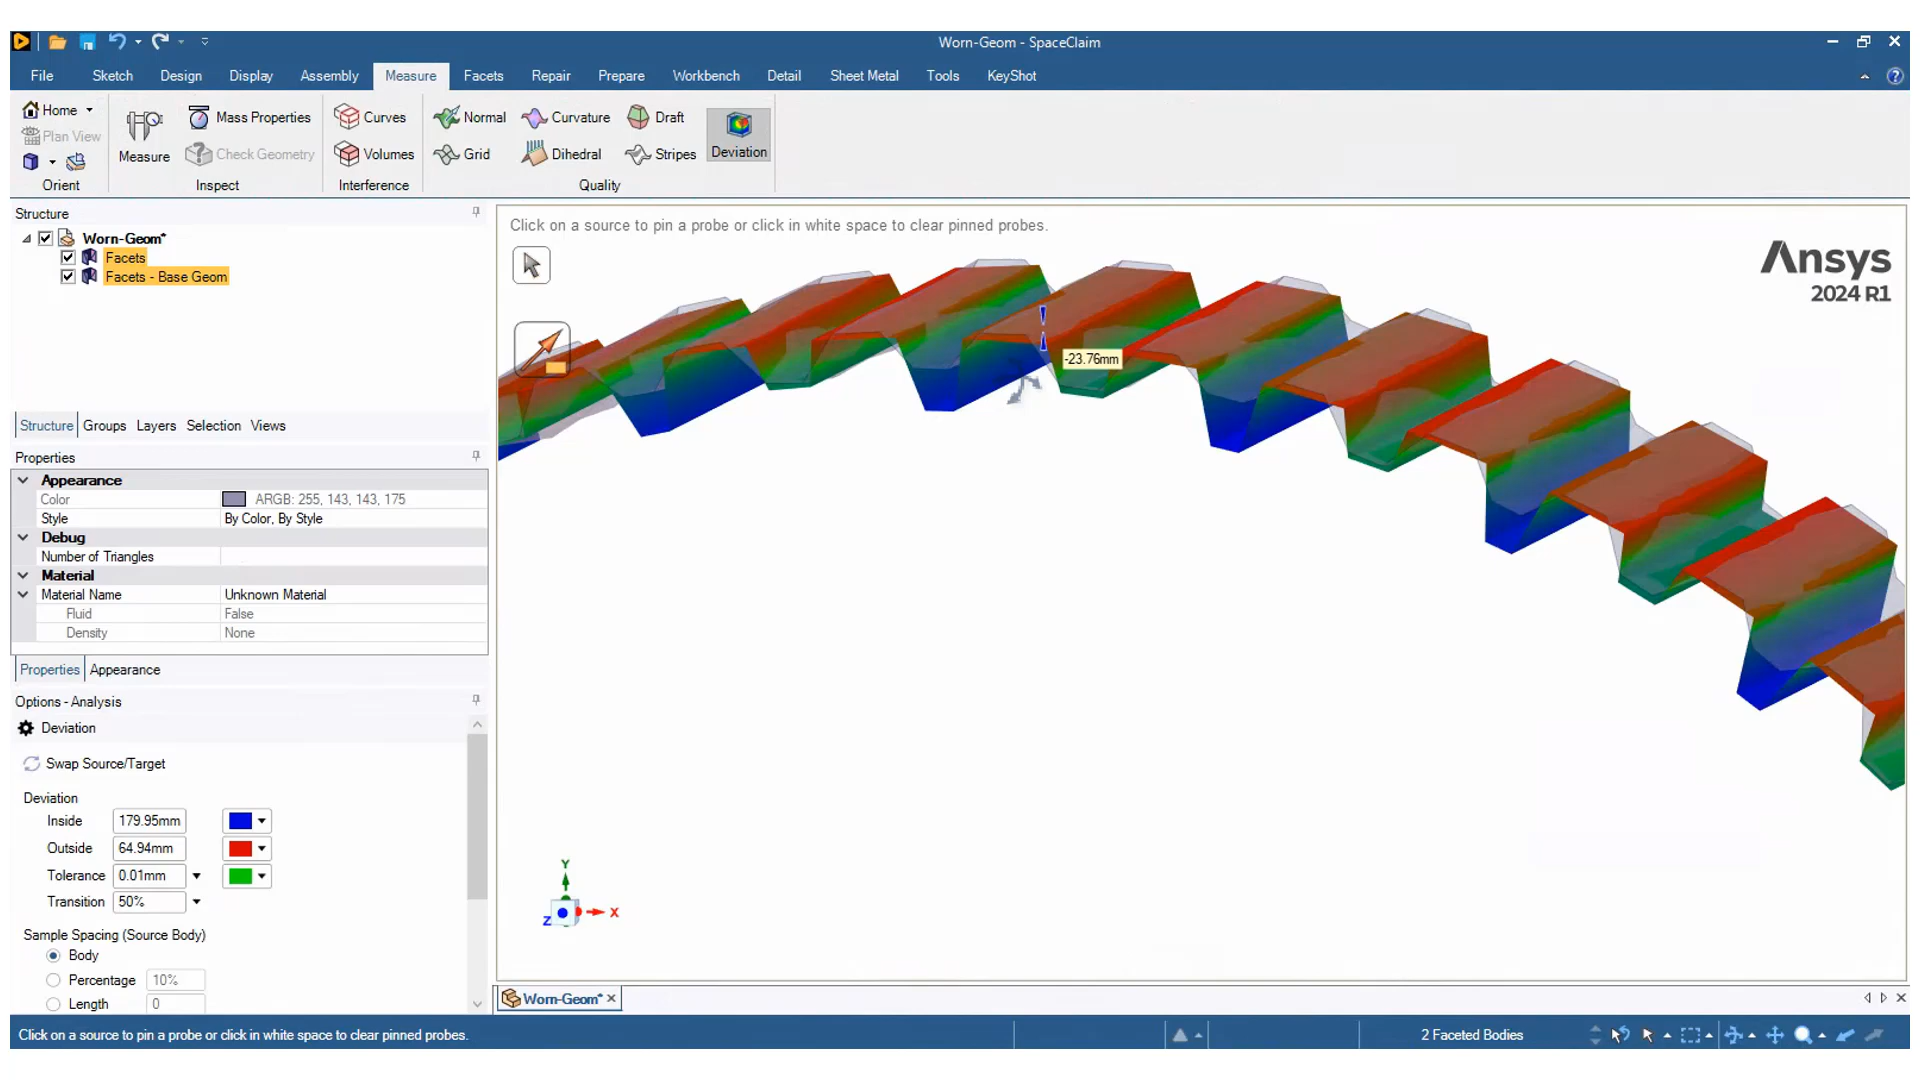 Worn-Geom - SpaceClaim
File Sketch Design Display Assembly Measure Facets Repair Prepare Workbench Detail Sheet Metal Tools KeyShot
Home
Plan View
Orient
Measure
Mass Properties
Check Geometry
Inspect
Curves
Volumes
Interference
Normal Curvature Draft
Grid Dihedral Stripes
Deviation
Quality
Structure
Worn-Geom*
Facets
Facets - Base Geom
Structure Groups Layers Selection Views
Properties
Appearance
Color ARGB: 255, 143, 143, 175
Style By Color, By Style
Debug
Number of Triangles
Material
Material Name Unknown Material
Fluid False
Density None
Properties Appearance
Options - Analysis
Deviation
Swap Source/Target
Deviation
Inside 179.95mm
Outside 64.94mm
Tolerance 0.01mm
Transition 50%
Sample Spacing (Source Body)
Body
Percentage 10%
Length 0
Click on a source to pin a probe or click in white space to clear pinned probes.
Ansys
2024 R1
-23.76mm
Y
Z X
Worn-Geom*
Click on a source to pin a probe or click in white space to clear pinned probes.
2 Faceted Bodies